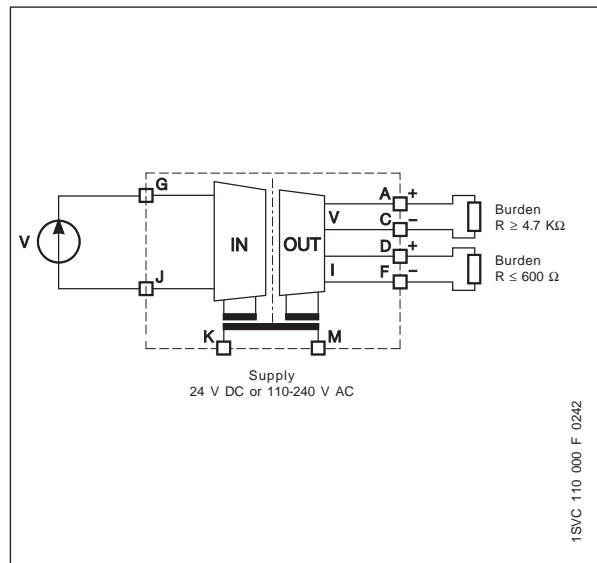 G
A +
Burden
R ≥ 4.7 KΩ
V
C –
V
IN
OUT
D +
Burden
R ≤ 600 Ω
I
F –
J
K
M
Supply
24 V DC or 110-240 V AC
1SVC 110 000 F 0242